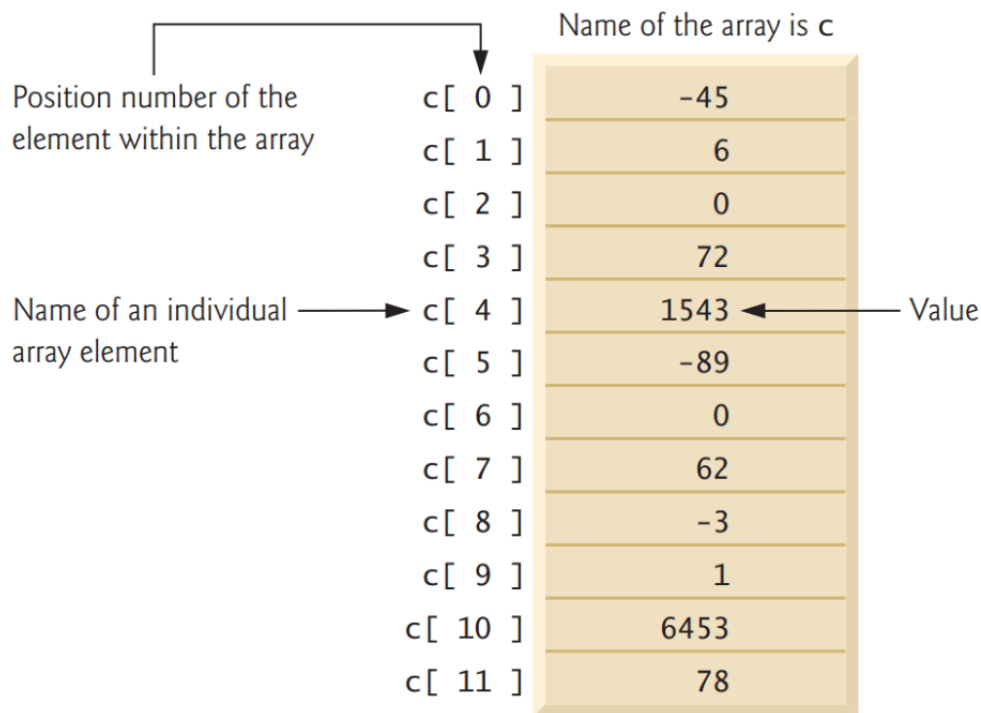 Name of the array is c
Position number of the
element within the array
c[ 0 ] -45
c[ 1 ] 6
c[ 2 ] 0
c[ 3 ] 72
Name of an individual
array element
c[ 4 ] 1543
Value
c[ 5 ] -89
c[ 6 ] 0
c[ 7 ] 62
c[ 8 ] -3
c[ 9 ] 1
c[ 10 ] 6453
c[ 11 ] 78